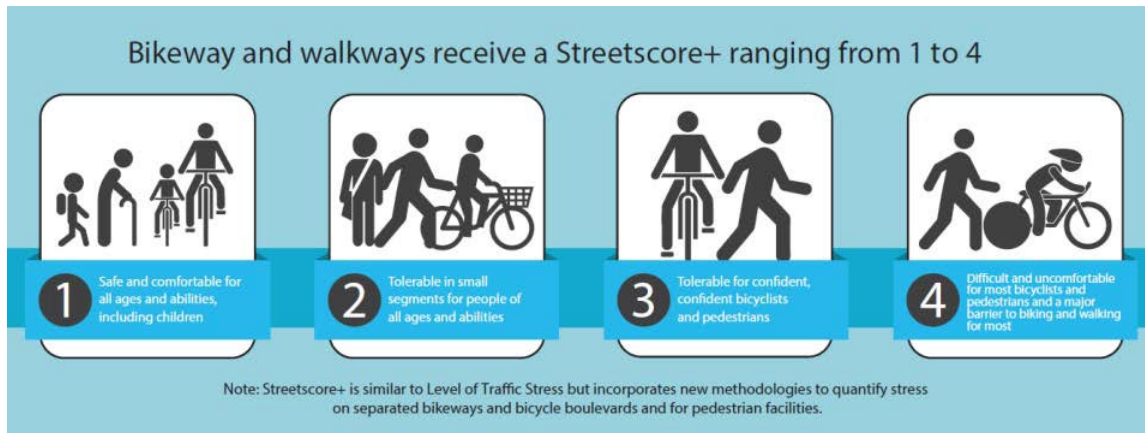 Bikeway and walkways receive a Streetscore+ ranging from 1 to 4
1
Safe and comfortable for
all ages and abilities,
including children
2
Tolerable in small
segments for people of
all ages and abilities
3
Tolerable for confident,
confident bicyclists
and pedestrians
4
Difficult and uncomfortable
for most bicyclists and
pedestrians and a major
barrier to biking and walking
for most
Note: Streetscore+ is similar to Level of Traffic Stress but incorporates new methodologies to quantify stress
on separated bikeways and bicycle boulevards and for pedestrian facilities.